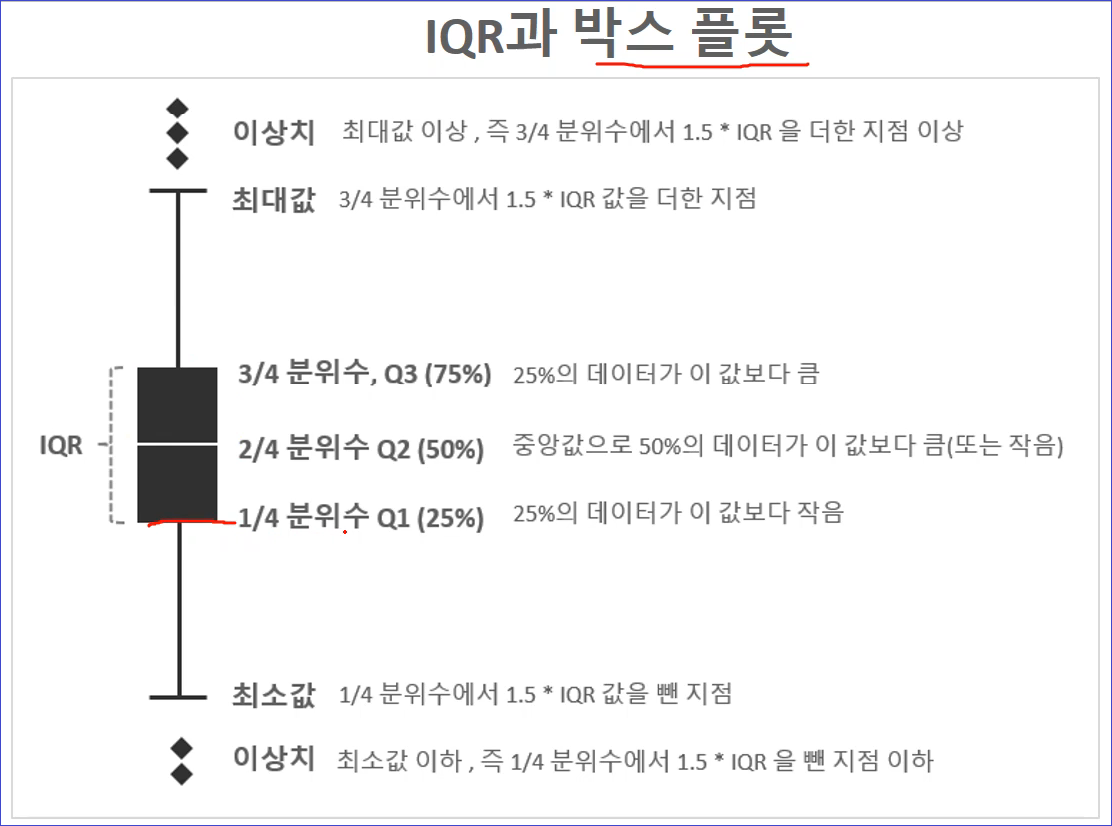 IQR과 박스 플롯
이상치 최대값 이상 , 즉 3/4 분위수에서 1.5 * IQR 을 더한 지점 이상
최대값 3/4 분위수에서 1.5 * IQR 값을 더한 지점
3/4 분위수, Q3 (75%) 25%의 데이터가 이 값보다 큼
IQR
2/4 분위수 Q2 (50%) 중앙값으로 50%의 데이터가 이 값보다 큼(또는 작음)
1/4 분위수 Q1 (25%) 25%의 데이터가 이 값보다 작음
최소값 1/4 분위수에서 1.5 * IQR 값을 뺀 지점
이상치 최소값 이하 , 즉 1/4 분위수에서 1.5 * IQR 을 뺀 지점 이하